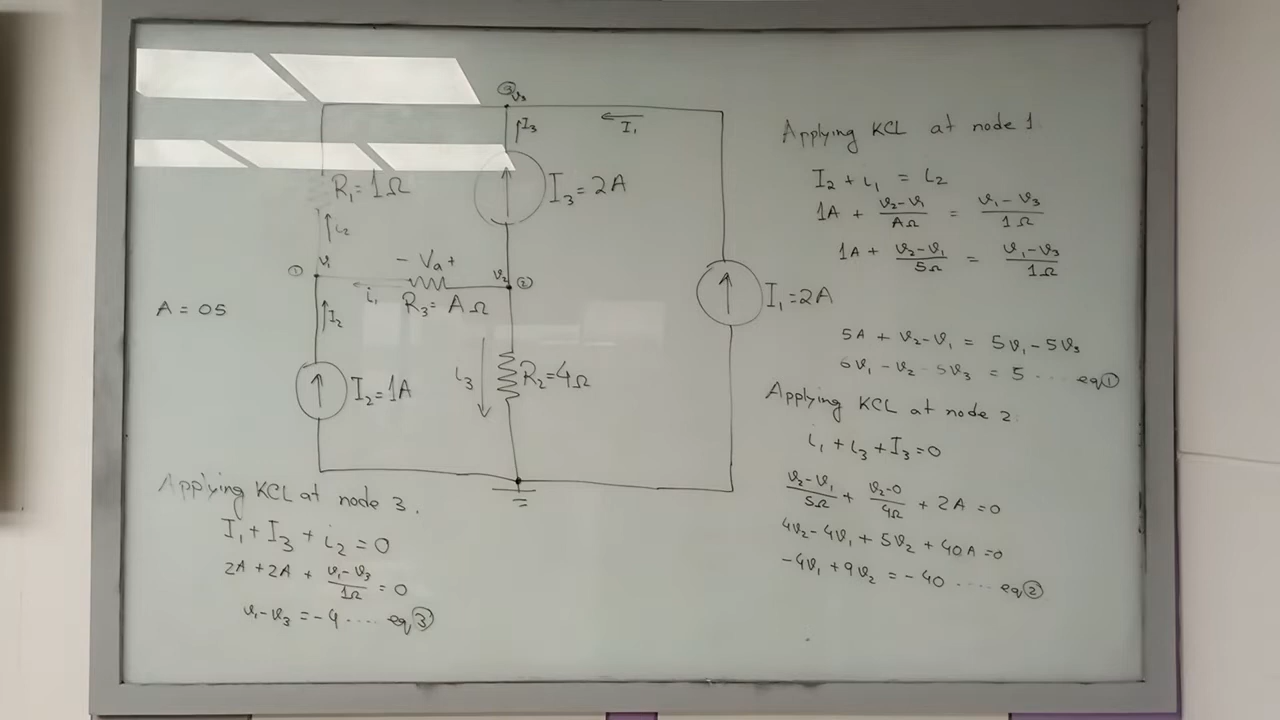 ③ v₃
I₃
I₁
R₁=1Ω
I₃=2A
i₂
① v₁
- Va +
v₂ ②
i₁
R₃= AΩ
I₁=2A
A = 05
I₂
I₂=1A
i₃
R₂=4Ω
Applying KCL at node 3.
I₁+I₃+i₂=0
2A+2A + (v₁-v₃)/1Ω = 0
v₁-v₃ = -4 .... eq③
Applying KCL at node 1
I₂ + i₁ = i₂
1A + (v₂-v₁)/AΩ = (v₁-v₃)/1Ω
1A + (v₂-v₁)/5Ω = (v₁-v₃)/1Ω
5A + v₂-v₁ = 5v₁-5v₃
6v₁ - v₂ - 5v₃ = 5 .... eq①
Applying KCL at node 2.
i₁ + i₃ + I₃ = 0
(v₂-v₁)/5Ω + (v₂-0)/4Ω + 2A = 0
4v₂-4v₁ + 5v₂ + 40A = 0
-4v₁ + 9v₂ = -40 ..... eq②